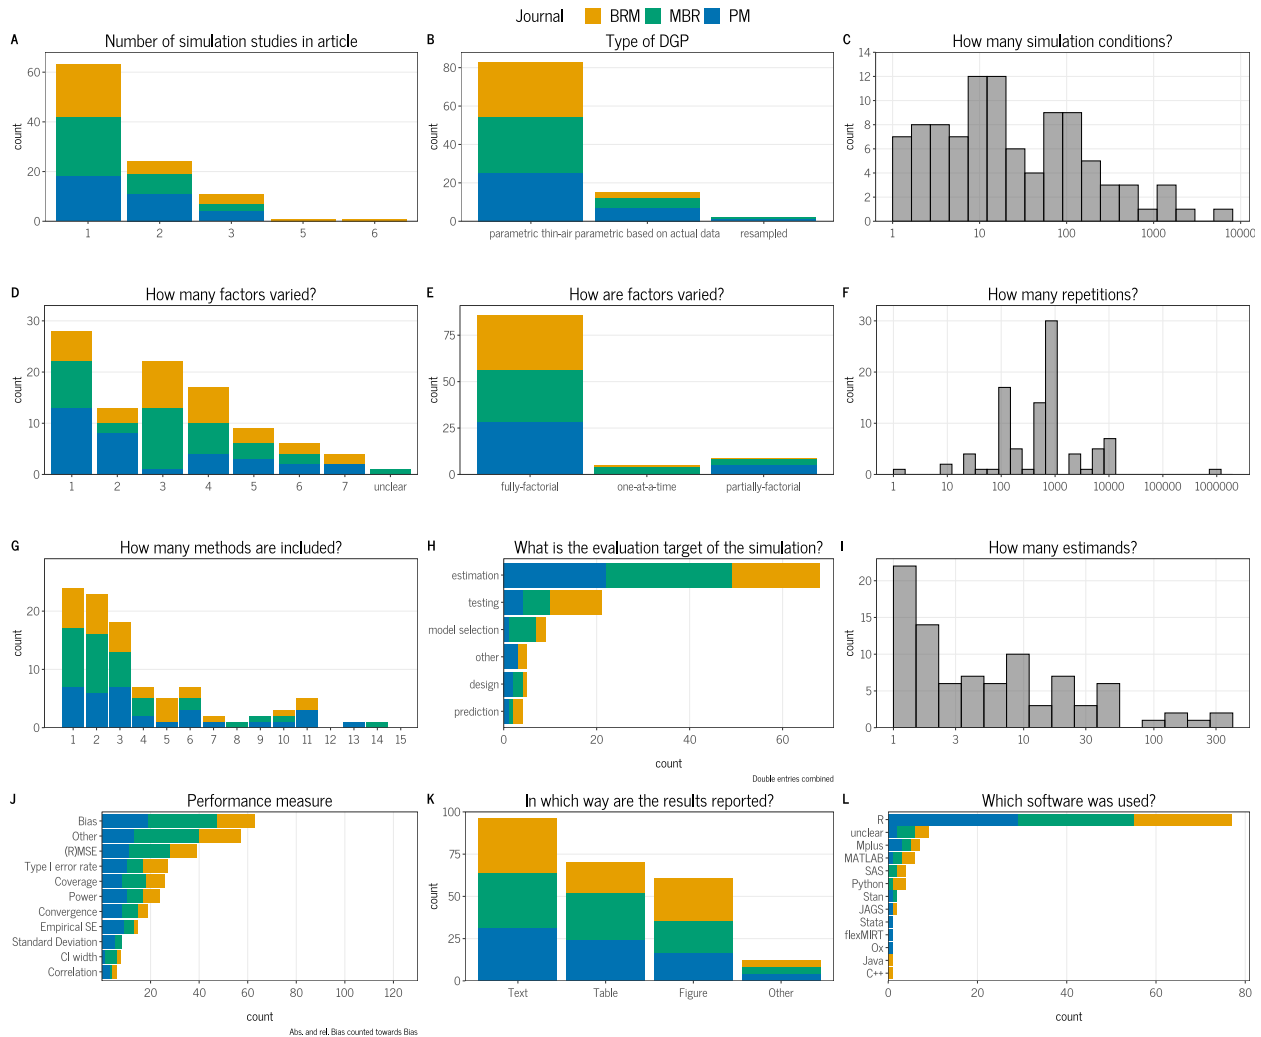 Journal BRM MBR PM
A Number of simulation studies in article
count
60
40
20
0
1 2 3 5 6
B Type of DGP
count
80
60
40
20
0
parametric thin-air parametric based on actual data resampled
C How many simulation conditions?
count
14
12
10
8
6
4
2
0
1 10 100 1000 10000
D How many factors varied?
count
30
20
10
0
1 2 3 4 5 6 7 unclear
E How are factors varied?
count
75
50
25
0
fully-factorial one-at-a-time partially-factorial
F How many repetitions?
count
30
20
10
0
1 10 100 1000 10000 100000 1000000
G How many methods are included?
count
20
10
0
1 2 3 4 5 6 7 8 9 10 11 12 13 14 15
H What is the evaluation target of the simulation?
estimation
testing
model selection
other
design
prediction
0 20 40 60
count
Double entries combined
I How many estimands?
count
20
15
10
5
0
1 3 10 30 100 300
J Performance measure
Bias
Other
(R)MSE
Type I error rate
Coverage
Power
Convergence
Empirical SE
Standard Deviation
CI width
Correlation
20 40 60 80 100 120
count
Abs. and rel. Bias counted towards Bias
K In which way are the results reported?
count
100
75
50
25
0
Text Table Figure Other
L Which software was used?
R
unclear
Mplus
MATLAB
SAS
Python
Stan
JAGS
Stata
flexMIRT
Ox
Java
C++
0 20 40 60 80
count